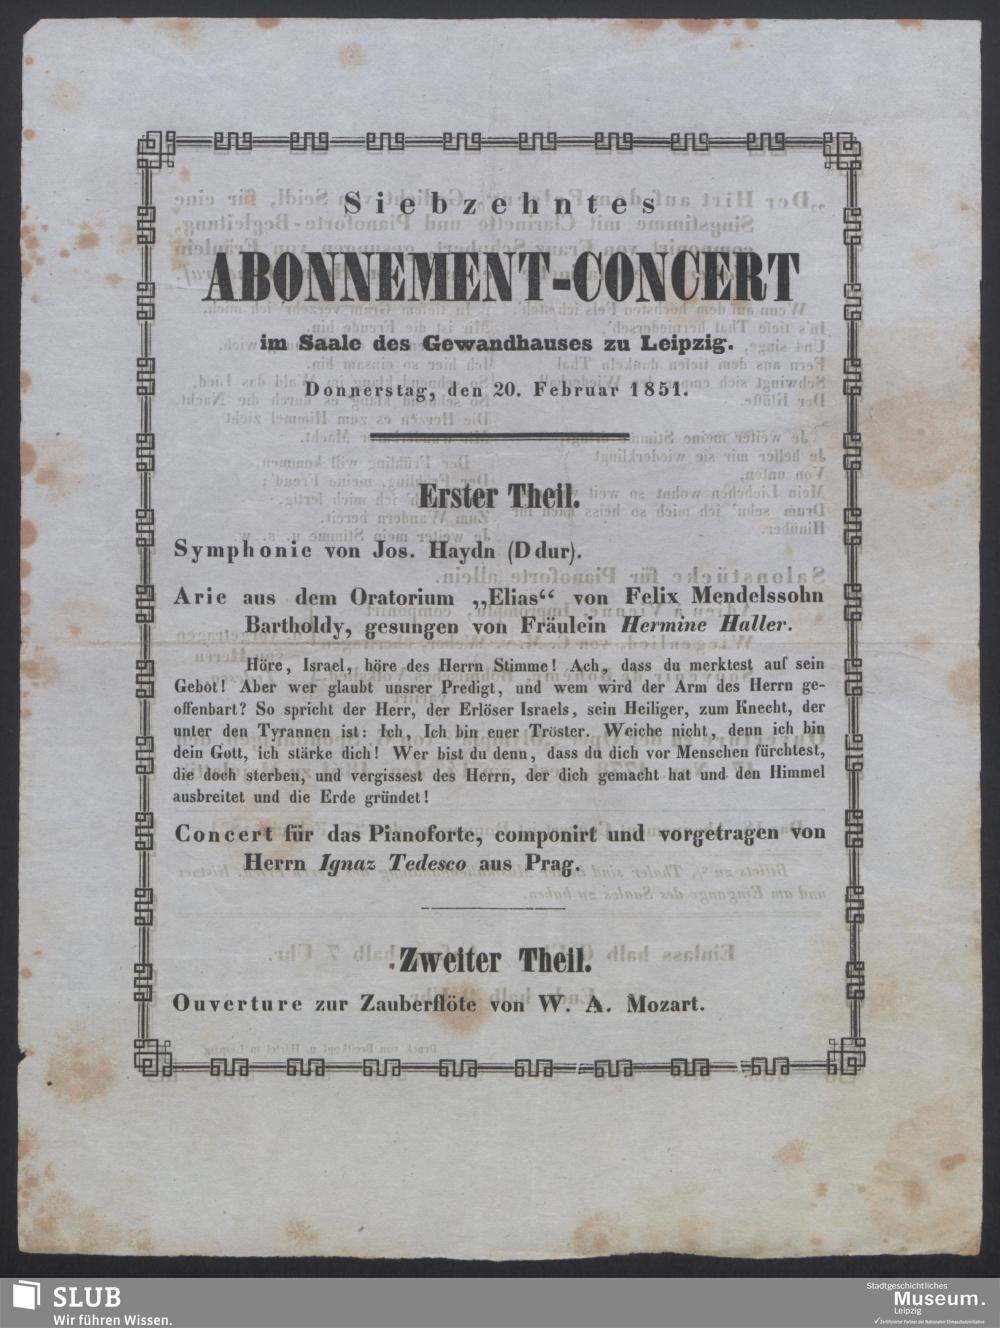 Siebzehntes
ABONNEMENT-CONCERT
im Saale des Gewandhauses zu Leipzig.
Donnerstag, den 20. Februar 1851.
Erster Theil.
Symphonie von Jos. Haydn (D dur).
Arie aus dem Oratorium „Elias“ von Felix Mendelssohn
Bartholdy, gesungen von Fräulein Hermine Haller.
Höre, Israel, höre des Herrn Stimme! Ach, dass du merktest auf sein
Gebot! Aber wer glaubt unsrer Predigt, und wem wird der Arm des Herrn ge-
offenbart? So spricht der Herr, der Erlöser Israels, sein Heiliger, zum Knecht, der
unter den Tyrannen ist: Ich, Ich bin euer Tröster. Weiche nicht, denn ich bin
dein Gott, ich stärke dich! Wer bist du denn, dass du dich vor Menschen fürchtest,
die doch sterben, und vergissest des Herrn, der dich gemacht hat und den Himmel
ausbreitet und die Erde gründet!
Concert für das Pianoforte, componirt und vorgetragen von
Herrn Ignaz Tedesco aus Prag.
Zweiter Theil.
Ouverture zur Zauberflöte von W. A. Mozart.
SLUB
Wir führen Wissen.
Stadtgeschichtliches
Museum.
Leipzig
Zertifizierter Partner der Nationalen Klimaschutzinitiative